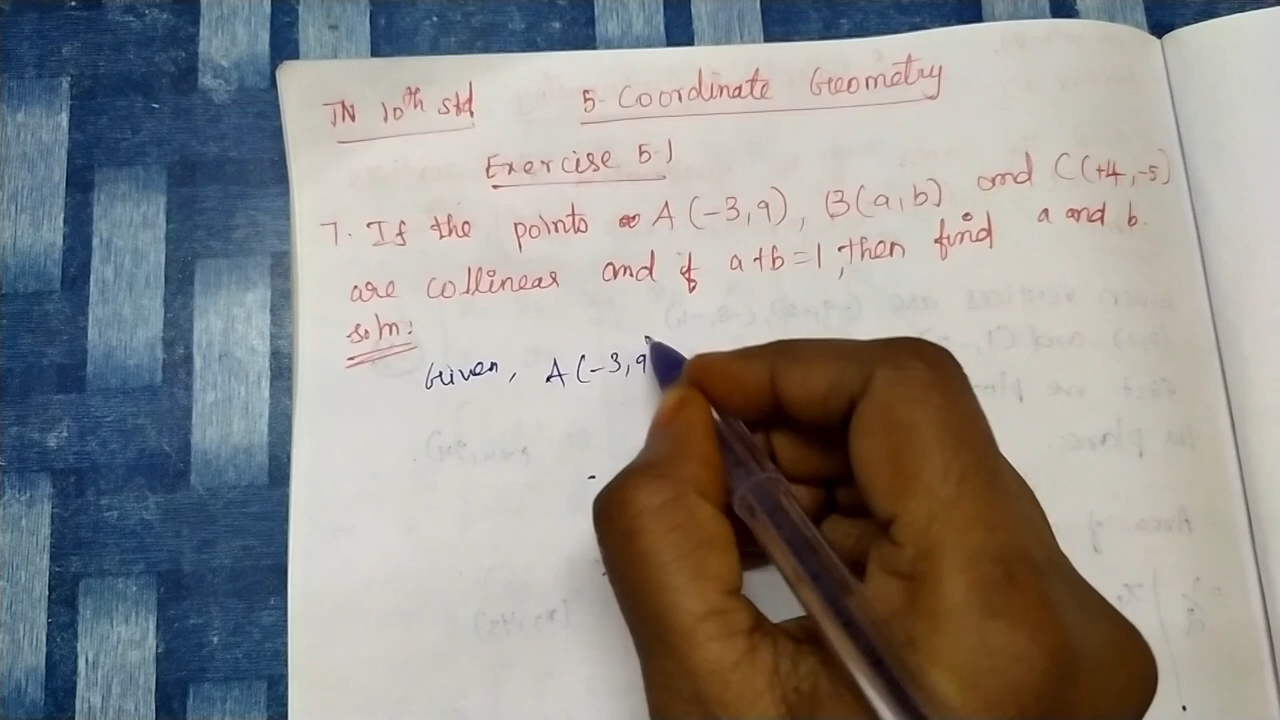 TN 10th std
5. Coordinate Geometry
Exercise 5.1
7. If the points A (-3,9), B(a,b) and C(+4,-5)
are collinear and if a+b=1, then find a and b.
soln:
Given, A(-3,9